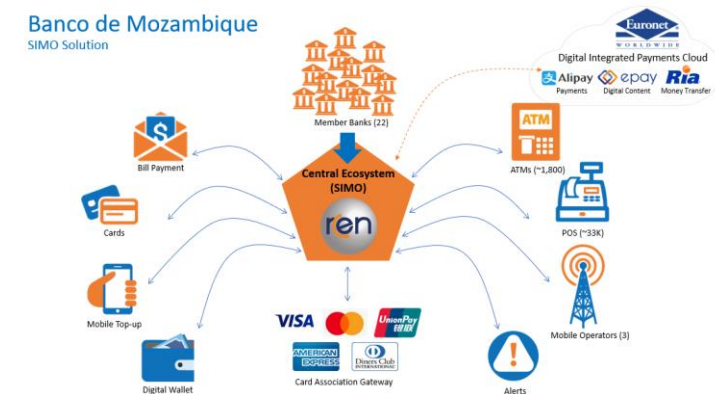 Banco de Mozambique
SIMO Solution
Euronet
WORLDWIDE
Digital Integrated Payments Cloud
Alipay
Payments
epay
Digital Content
Ria
Money Transfer
Member Banks (22)
Central Ecosystem
(SIMO)
ren
$
Bill Payment
Cards
Mobile Top-up
Digital Wallet
ATM
ATMs (~1,800)
POS (~33K)
Mobile Operators (3)
Alerts
VISA
UnionPay
银联
AMERICAN
EXPRESS
Diners Club
INTERNATIONAL
Card Association Gateway